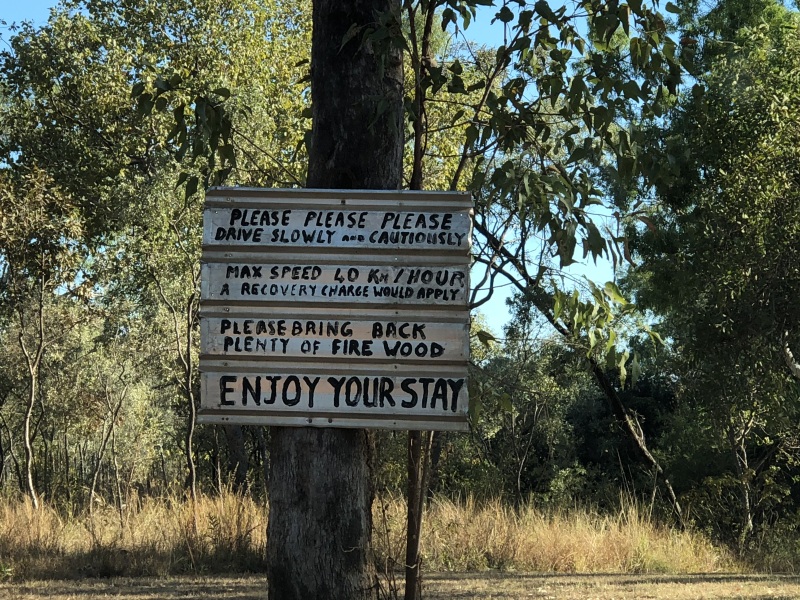 PLEASE PLEASE PLEASE
DRIVE SLOWLY AND CAUTIOUSLY
MAX SPEED 40 KM/HOUR
A RECOVERY CHARGE WOULD APPLY
PLEASE BRING BACK
PLENTY OF FIRE WOOD
ENJOY YOUR STAY